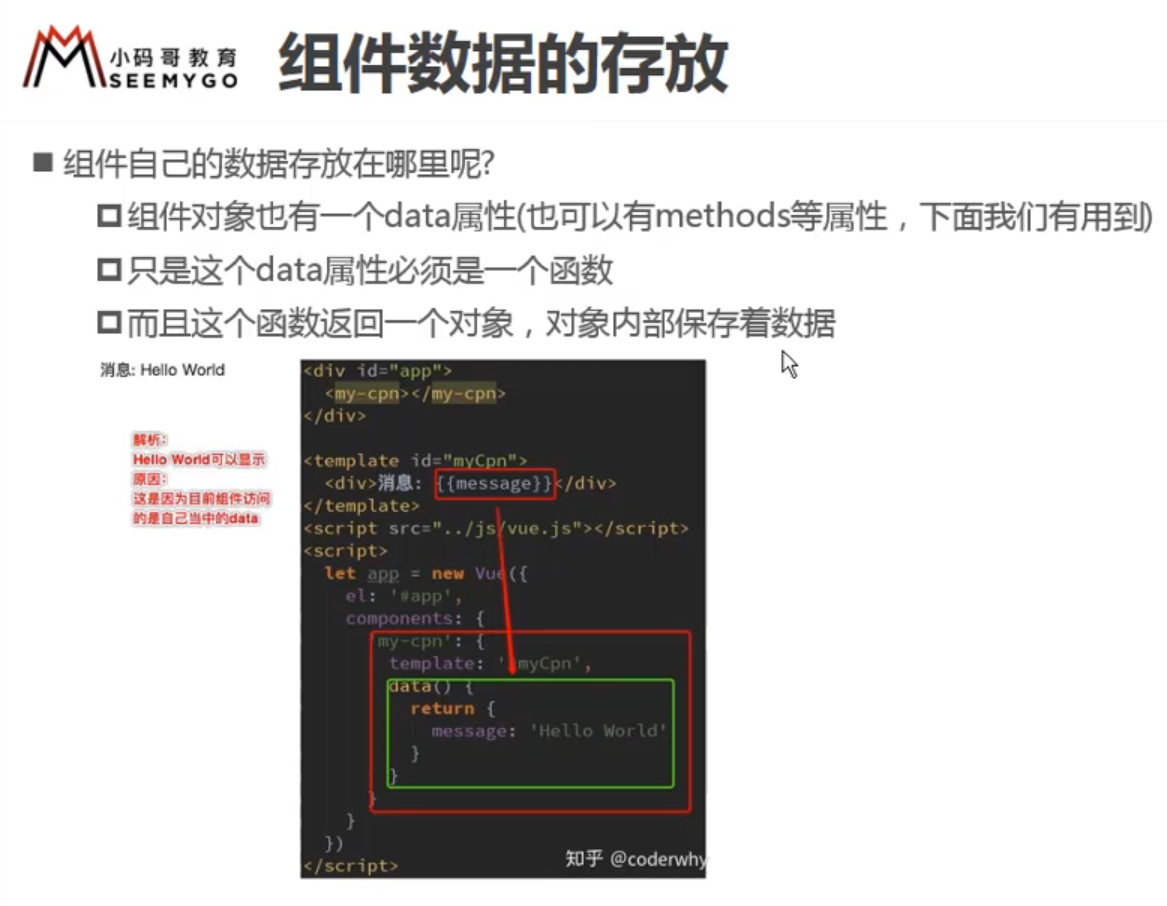 小码哥教育
SEEMYGO
组件数据的存放
组件自己的数据存放在哪里呢?
组件对象也有一个data属性(也可以有methods等属性，下面我们有用到)
只是这个data属性必须是一个函数
而且这个函数返回一个对象，对象内部保存着数据
消息: Hello World
解析:
Hello World可以显示
原因:
这是因为目前组件访问
的是自己当中的data
<div id="app">
<my-cpn></my-cpn>
</div>
<template id="myCpn">
<div>消息: {{message}}</div>
</template>
<script src="../js/vue.js"></script>
<script>
let app = new Vue({
el: '#app',
components: {
'my-cpn': {
template: '#myCpn',
data() {
return {
message: 'Hello World'
}
}
}
}
})
</script>
知乎 @coderwhy